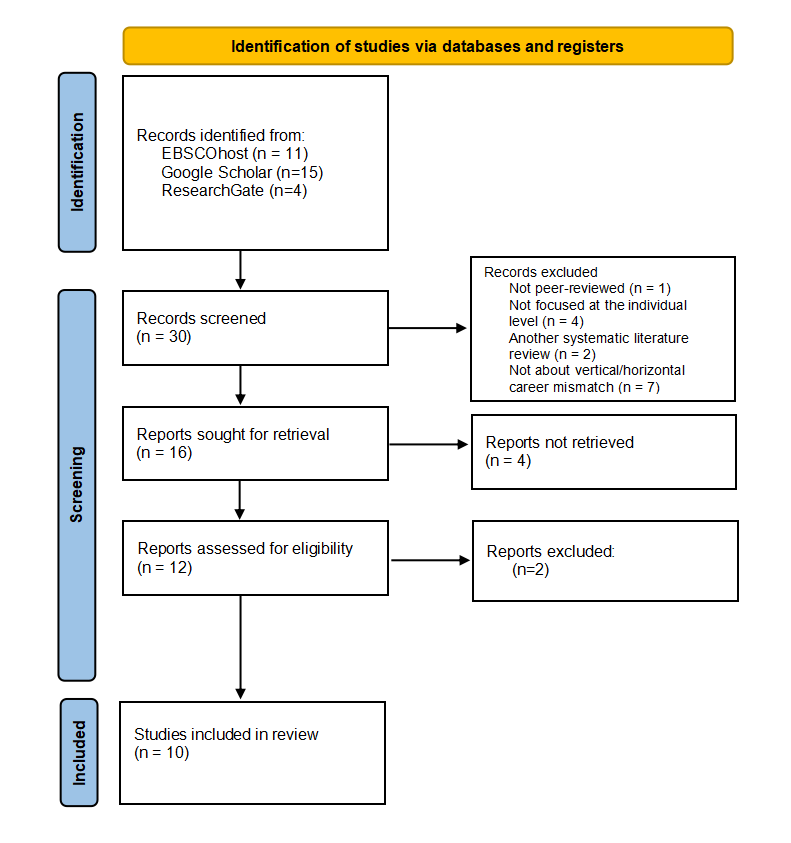 Identification of studies via databases and registers
Identification
Records identified from:
EBSCOhost (n = 11)
Google Scholar (n=15)
ResearchGate (n=4)
Screening
Records screened
(n = 30)
Records excluded
Not peer-reviewed (n = 1)
Not focused at the individual
level (n = 4)
Another systematic literature
review (n = 2)
Not about vertical/horizontal
career mismatch (n = 7)
Reports sought for retrieval
(n = 16)
Reports not retrieved
(n = 4)
Reports assessed for eligibility
(n = 12)
Reports excluded:
(n=2)
Included
Studies included in review
(n = 10)